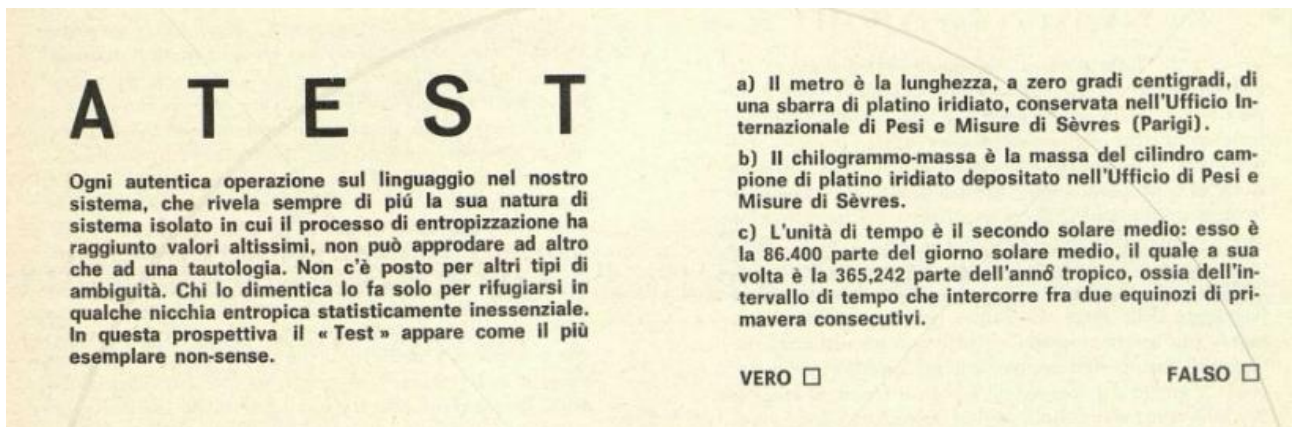 A T E S T
Ogni autentica operazione sul linguaggio nel nostro
sistema, che rivela sempre di piú la sua natura di
sistema isolato in cui il processo di entropizzazione ha
raggiunto valori altissimi, non può approdare ad altro
che ad una tautologia. Non c'è posto per altri tipi di
ambiguità. Chi lo dimentica lo fa solo per rifugiarsi in
qualche nicchia entropica statisticamente inessenziale.
In questa prospettiva il « Test » appare come il più
esemplare non-sense.
a) Il metro è la lunghezza, a zero gradi centigradi, di
una sbarra di platino iridiato, conservata nell'Ufficio In-
ternazionale di Pesi e Misure di Sèvres (Parigi).
b) Il chilogrammo-massa è la massa del cilindro cam-
pione di platino iridiato depositato nell'Ufficio di Pesi e
Misure di Sèvres.
c) L'unità di tempo è il secondo solare medio: esso è
la 86.400 parte del giorno solare medio, il quale a sua
volta è la 365,242 parte dell'anno tropico, ossia dell'in-
tervallo di tempo che intercorre fra due equinozi di pri-
mavera consecutivi.
VERO □ FALSO □